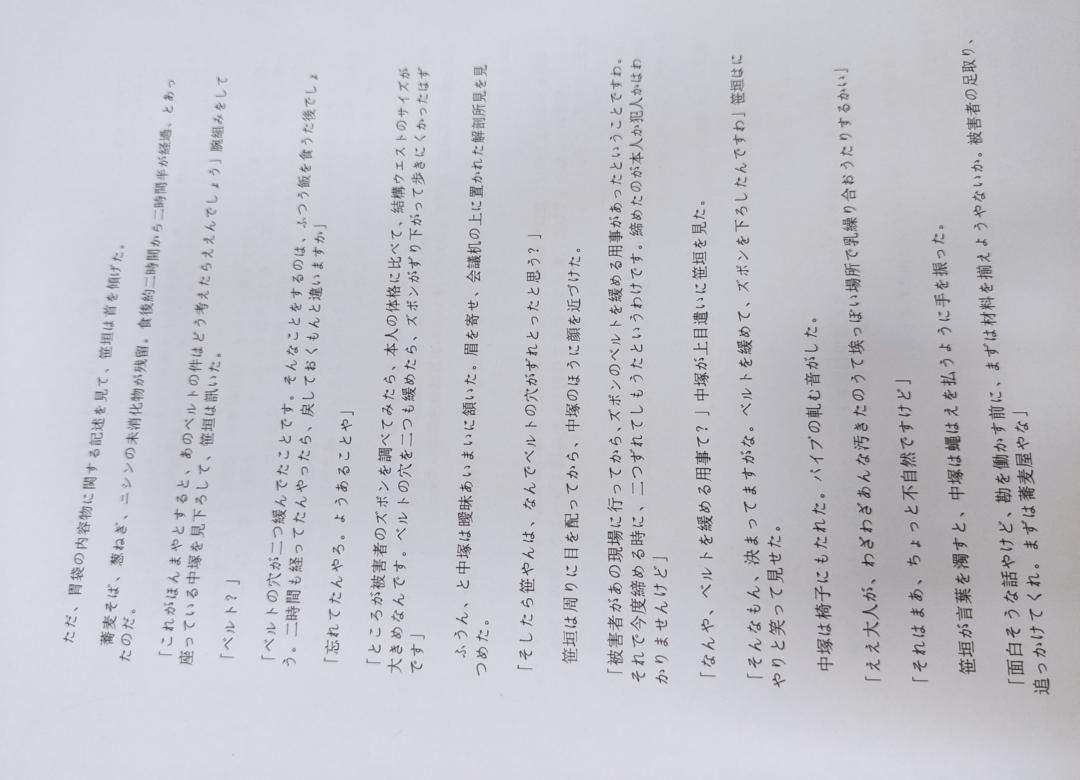 ただ、胃袋の内容物に関する記述を見て、笹垣は首を傾げた。
蕎麦そば、葱ねぎ、ニシンの未消化物が残留。食後約二時間から二時間半が経過、とあっ
たのだ。
「これがほんまやとすると、あのベルトの件はどう考えたらええんでしょう」腕組みをして
座っている中塚を見下ろして、笹垣は訊いた。
「ベルト？」
「ベルトの穴が二つ緩んでたことです。そんなことをするのは、ふつう飯を食うた後でしょ
う。二時間も経ってたんやったら、戻しておくもんと違いますか」
「忘れてたんやろ。ようあることや」
「ところが被害者のズボンを調べてみたら、本人の体格に比べて、結構ウエストのサイズが
大きめなんです。ベルトの穴を二つも緩めたら、ズボンがずり下がって歩きにくかったはず
です」
ふうん、と中塚は曖昧あいまいに頷いた。眉を寄せ、会議机の上に置かれた解剖所見を見
つめた。
「そしたら笹やんは、なんでベルトの穴がずれとったと思う？」
笹垣は周りに目を配ってから、中塚のほうに顔を近づけた。
「被害者があの現場に行ってから、ズボンのベルトを緩める用事があったということですわ。
それで今度締める時に、二つずれてしもうたというわけです。締めたのが本人か犯人かはわ
かりませんけど」
「なんや、ベルトを緩める用事て？」中塚が上目遣いに笹垣を見た。
「そんなもん、決まってますがな。ベルトを緩めて、ズボンを下ろしたんですわ」笹垣はに
やりと笑って見せた。
中塚は椅子にもたれた。パイプの軋む音がした。
「ええ大人が、わざわざあんな汚きたのうて埃っぽい場所で乳繰り合おうたりするかい」
「それはまあ、ちょっと不自然ですけど」
笹垣が言葉を濁すと、中塚は蠅はえを払うように手を振った。
「面白そうな話やけど、勘を働かす前に、まずは材料を揃えようやないか。被害者の足取り、
追っかけてくれ。まずは蕎麦屋やな」